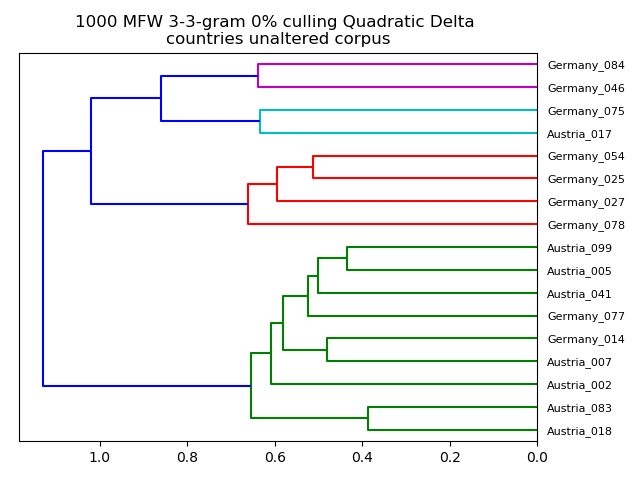 1000 MFW 3-3-gram 0% culling Quadratic Delta
countries unaltered corpus
Germany_084
Germany_046
Germany_075
Austria_017
Germany_054
Germany_025
Germany_027
Germany_078
Austria_099
Austria_005
Austria_041
Germany_077
Germany_014
Austria_007
Austria_002
Austria_083
Austria_018
1.0 0.8 0.6 0.4 0.2 0.0